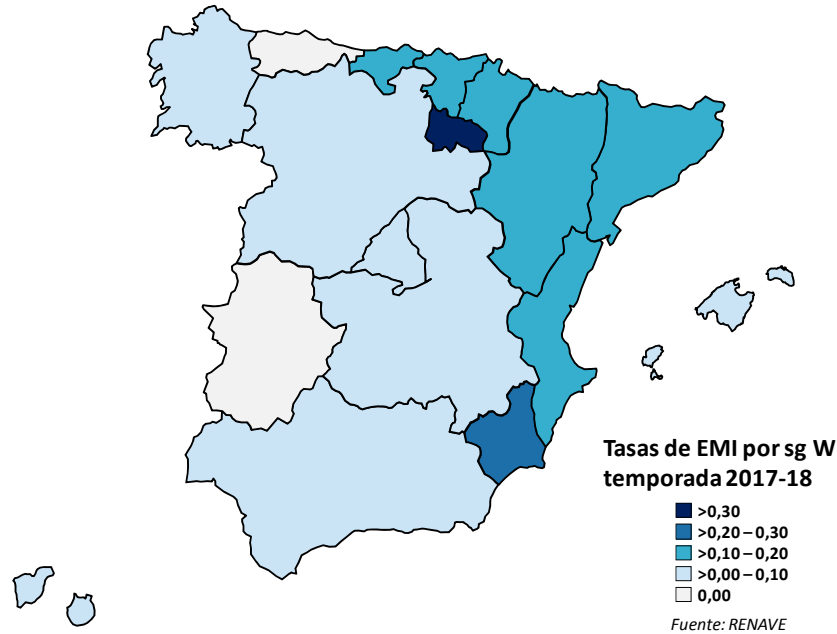 Tasas de EMI por sg W
temporada 2017-18
>0,30
>0,20 – 0,30
>0,10 – 0,20
>0,00 – 0,10
0,00
Fuente: RENAVE